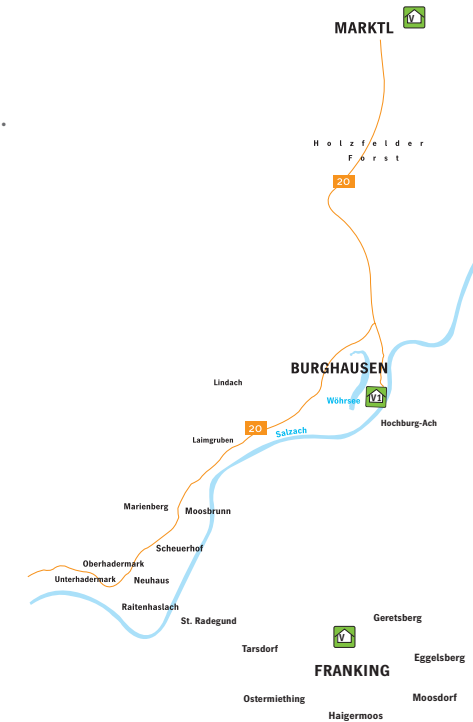 MARKTL
V
Holzfelder
Forst
20
BURGHAUSEN
Lindach
Wöhrsee
V1
Hochburg-Ach
20
Salzach
Laimgruben
Marienberg
Moosbrunn
Scheuerhof
Oberhadermark
Unterhadermark
Neuhaus
Raitenhaslach
St. Radegund
Geretsberg
V
Tarsdorf
Eggelsberg
FRANKING
Ostermiething
Moosdorf
Haigermoos